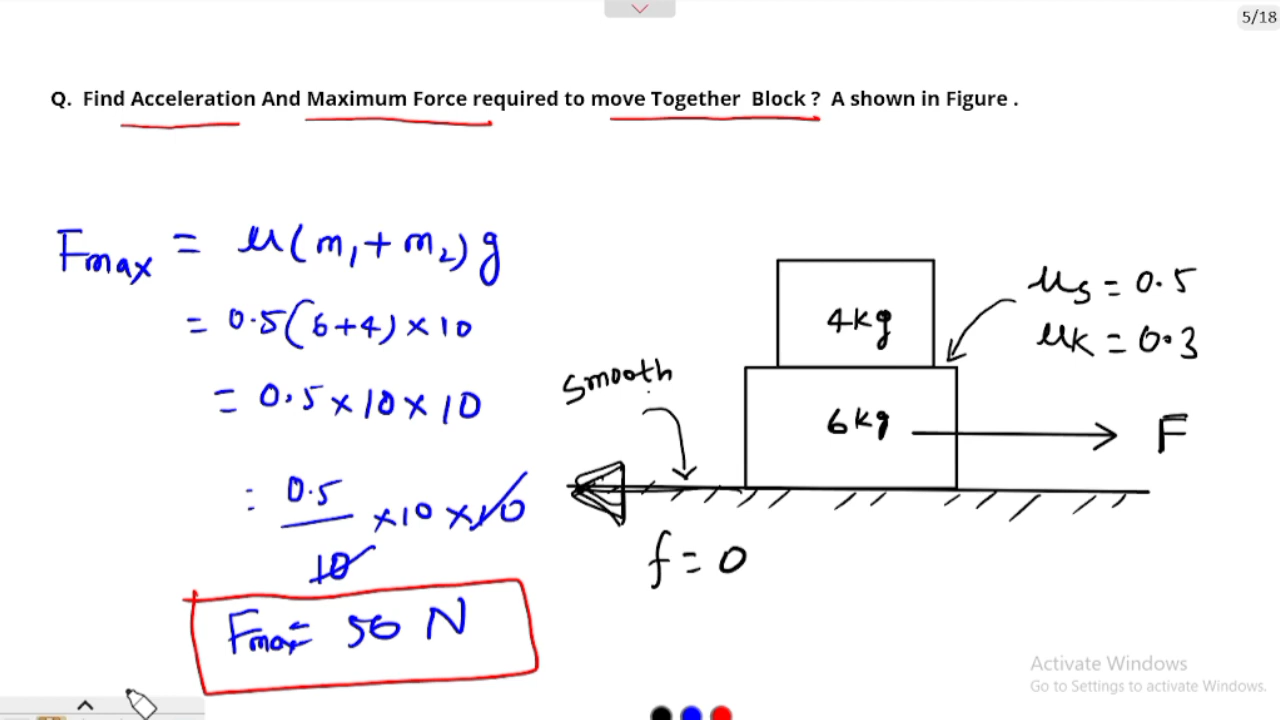 5/18
Q. Find Acceleration And Maximum Force required to move Together Block ? A shown in Figure .
Fmax = μ(m₁+m₂)g
= 0.5(6+4)×10
= 0.5×10×10
= 0.5/10 ×10×10
Fmax= 50 N
4kg
6kg
F
μs = 0.5
μk = 0.3
smooth
f = 0
Activate Windows
Go to Settings to activate Windows.